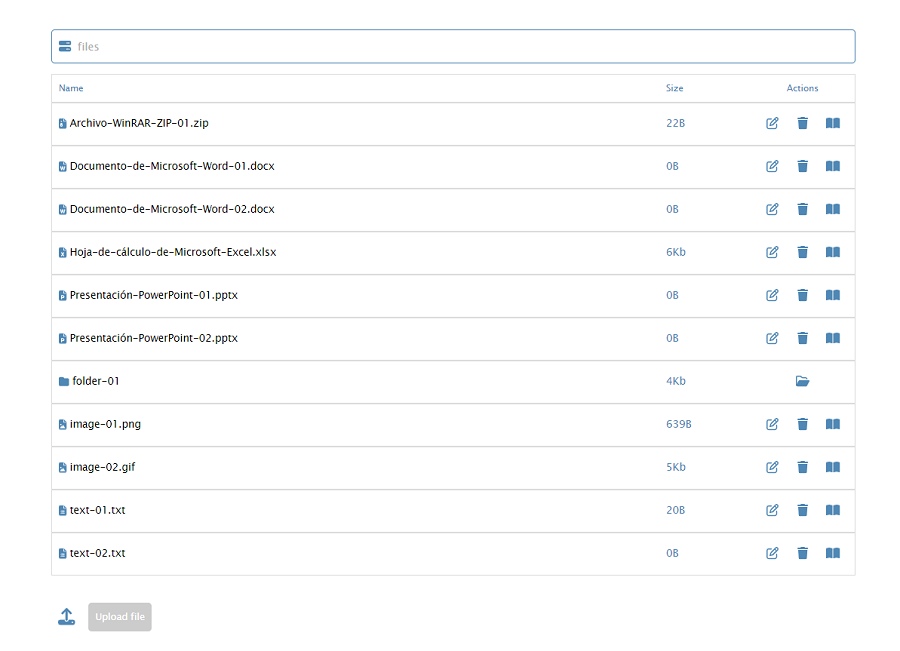 files
Name Size Actions
Archivo-WinRAR-ZIP-01.zip 22B
Documento-de-Microsoft-Word-01.docx 0B
Documento-de-Microsoft-Word-02.docx 0B
Hoja-de-cálculo-de-Microsoft-Excel.xlsx 6Kb
Presentación-PowerPoint-01.pptx 0B
Presentación-PowerPoint-02.pptx 0B
folder-01 4Kb
image-01.png 639B
image-02.gif 5Kb
text-01.txt 20B
text-02.txt 0B
Upload file